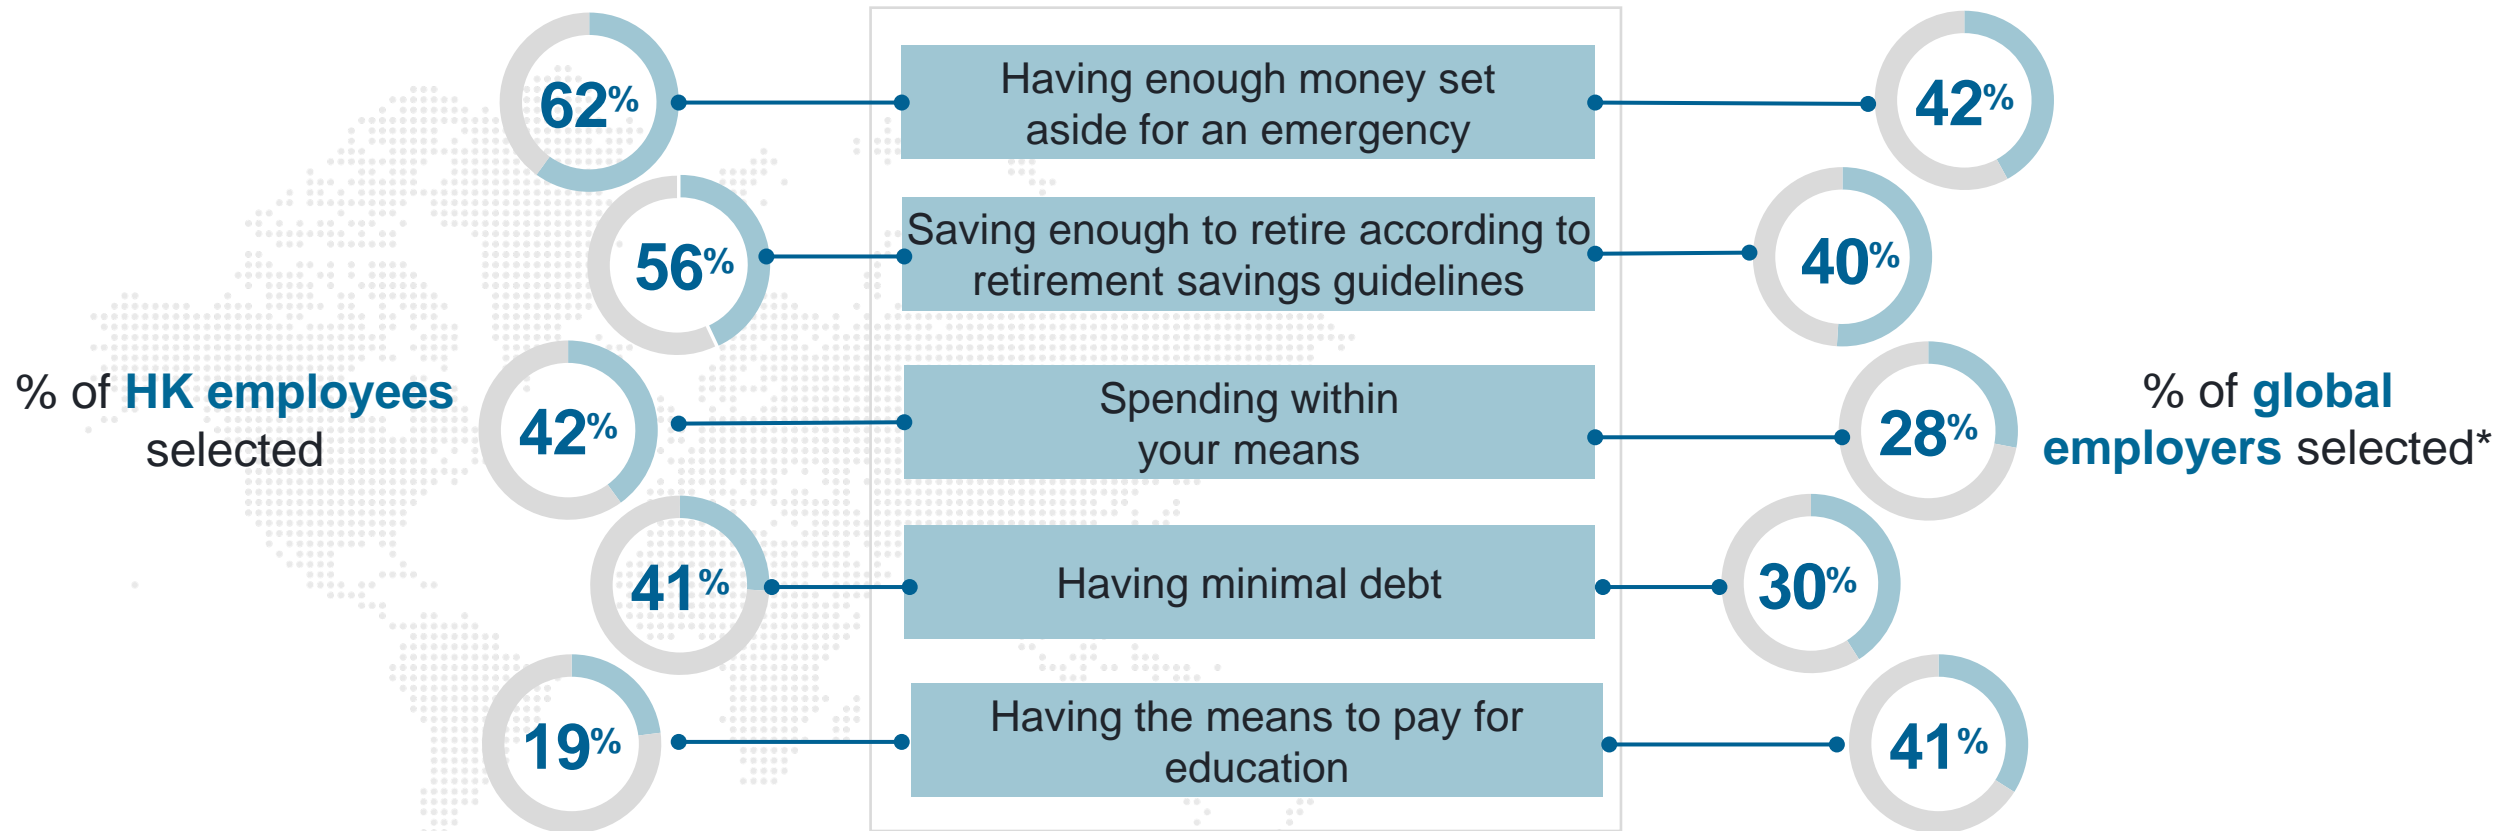 62%
Having enough money set
aside for an emergency
42%
56%
Saving enough to retire according to
retirement savings guidelines
40%
% of HK employees
selected
42%
Spending within
your means
28%
% of global
employers selected*
41%
Having minimal debt
30%
19%
Having the means to pay for
education
41%